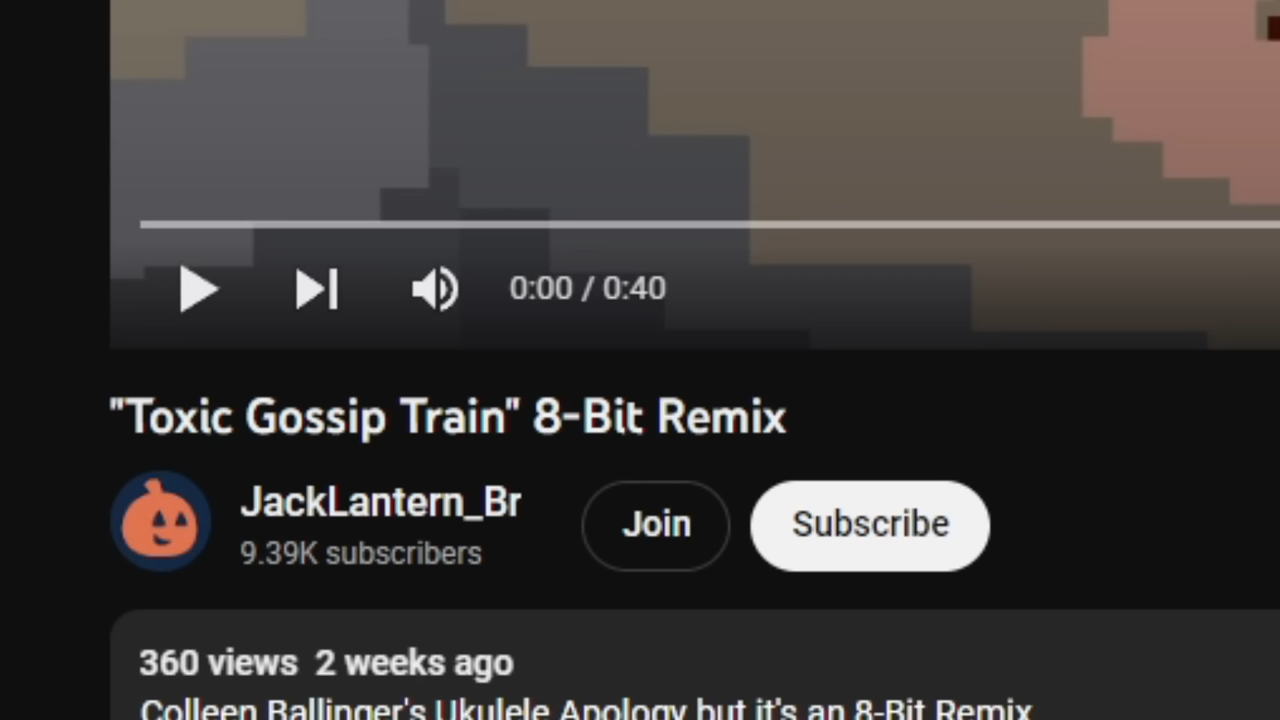 0:00 / 0:40
"Toxic Gossip Train" 8-Bit Remix
JackLantern_Br
9.39K subscribers
Join
Subscribe
360 views 2 weeks ago
Colleen Ballinger's Ukulele Apology but it's an 8-Bit Remix